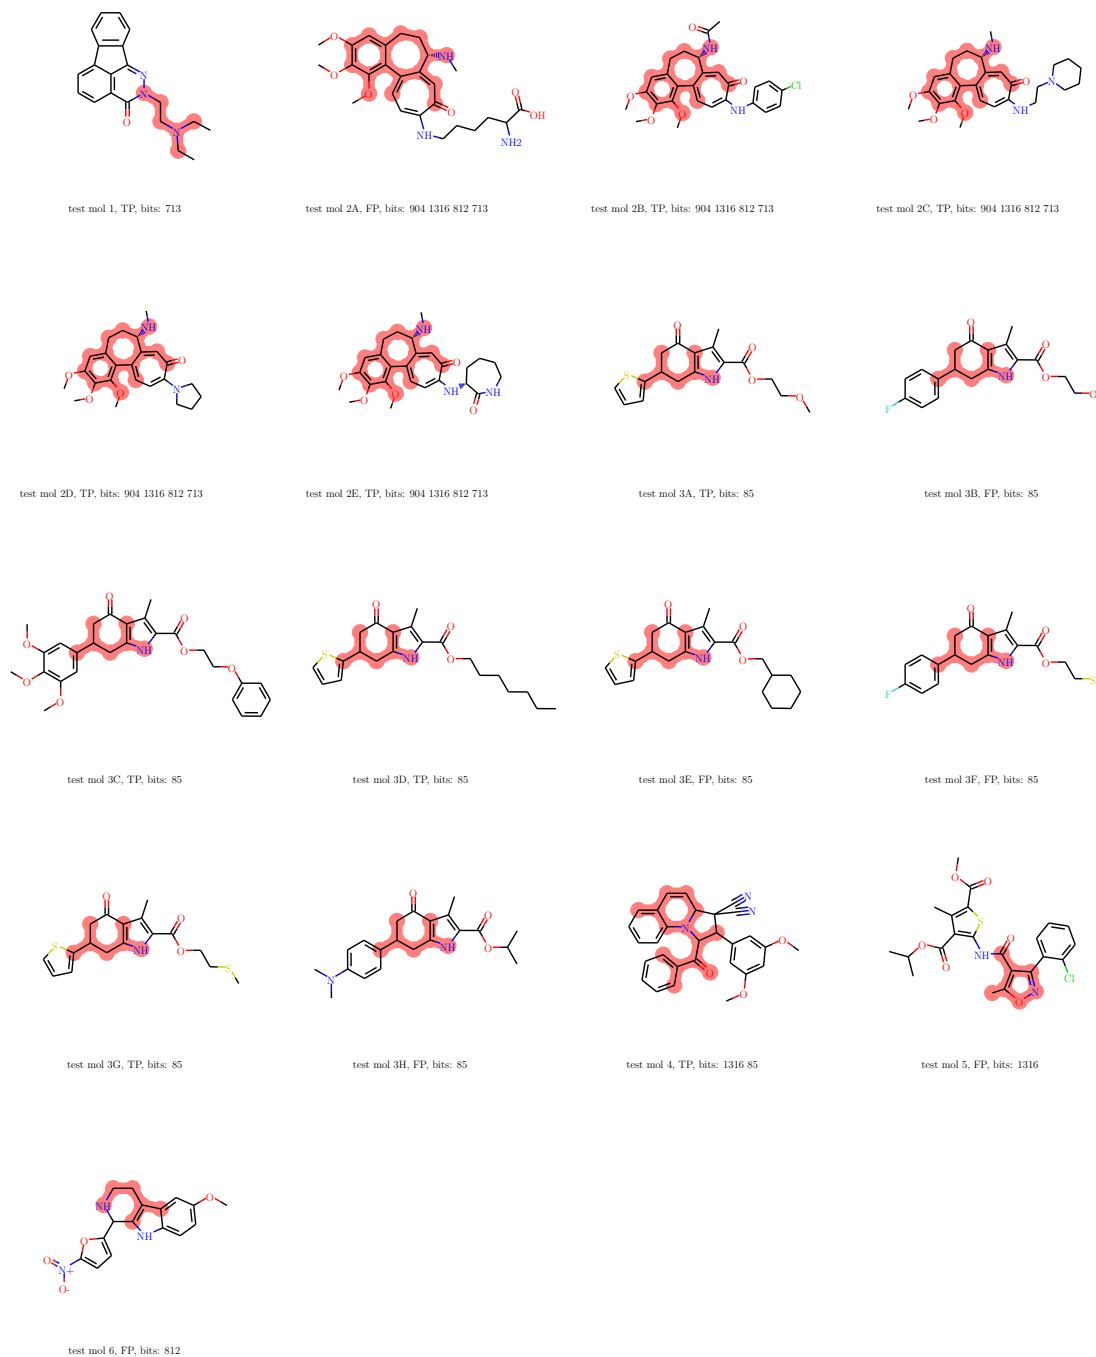 test mol 1, TP, bits: 713
test mol 2A, FP, bits: 904 1316 812 713
test mol 2B, TP, bits: 904 1316 812 713
test mol 2C, TP, bits: 904 1316 812 713
test mol 2D, TP, bits: 904 1316 812 713
test mol 2E, TP, bits: 904 1316 812 713
test mol 3A, TP, bits: 85
test mol 3B, FP, bits: 85
test mol 3C, TP, bits: 85
test mol 3D, TP, bits: 85
test mol 3E, FP, bits: 85
test mol 3F, FP, bits: 85
test mol 3G, TP, bits: 85
test mol 3H, FP, bits: 85
test mol 4, TP, bits: 1316 85
test mol 5, FP, bits: 1316
test mol 6, FP, bits: 812